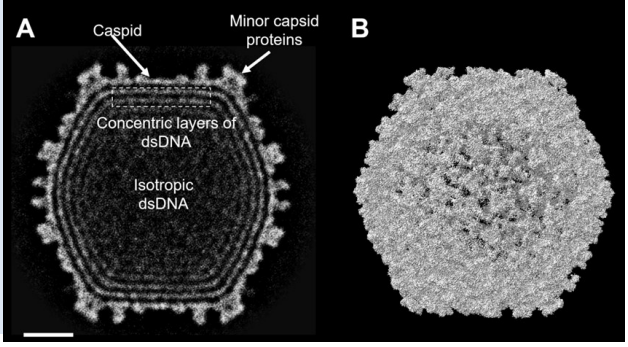 A
Caspid
Minor capsid
proteins
Concentric layers of
dsDNA
Isotropic
dsDNA
B